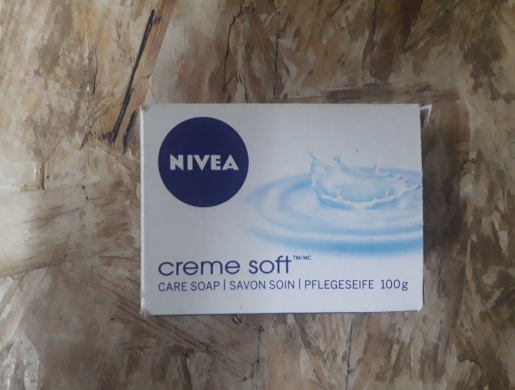 NIVEA
creme soft™/MC
CARE SOAP | SAVON SOIN | PFLEGESEIFE 100g